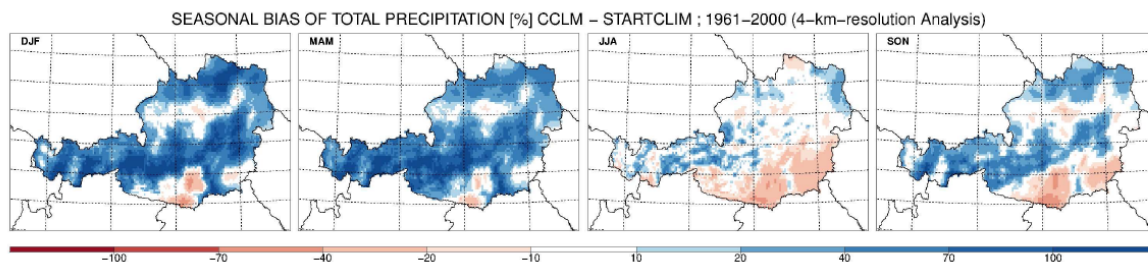 SEASONAL BIAS OF TOTAL PRECIPITATION [%] CCLM − STARTCLIM ; 1961−2000 (4−km−resolution Analysis)
DJF MAM JJA SON
−100 −70 −40 −20 −10 10 20 40 70 100